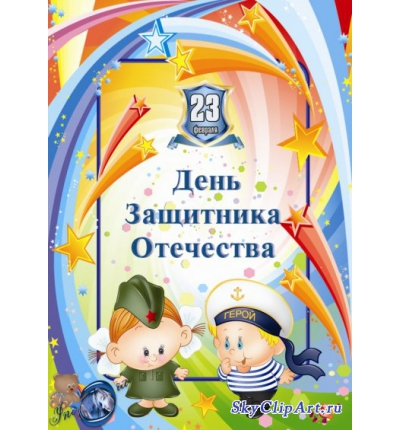 23
февраля
День
Защитника
Отечества
ГЕРОЙ
SkyClipArt.ru